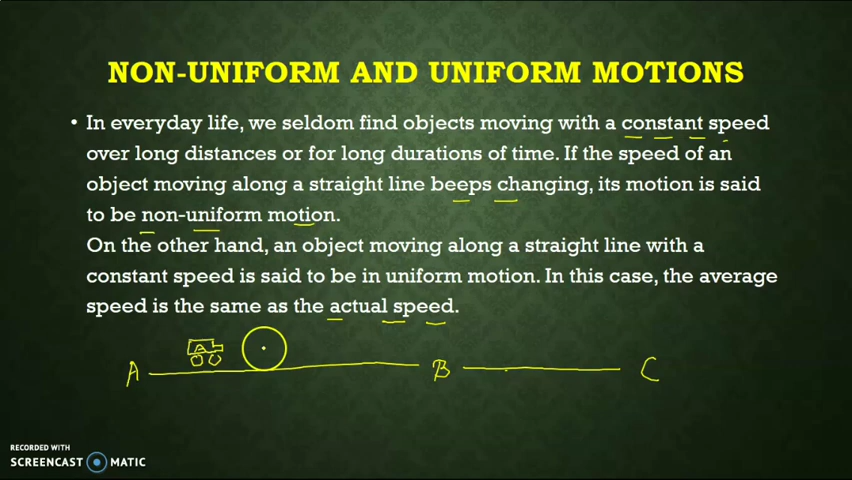 NON-UNIFORM AND UNIFORM MOTIONS
• In everyday life, we seldom find objects moving with a constant speed
over long distances or for long durations of time. If the speed of an
object moving along a straight line beeps changing, its motion is said
to be non-uniform motion.
On the other hand, an object moving along a straight line with a
constant speed is said to be in uniform motion. In this case, the average
speed is the same as the actual speed.
A
A B C
RECORDED WITH
SCREENCAST MATIC